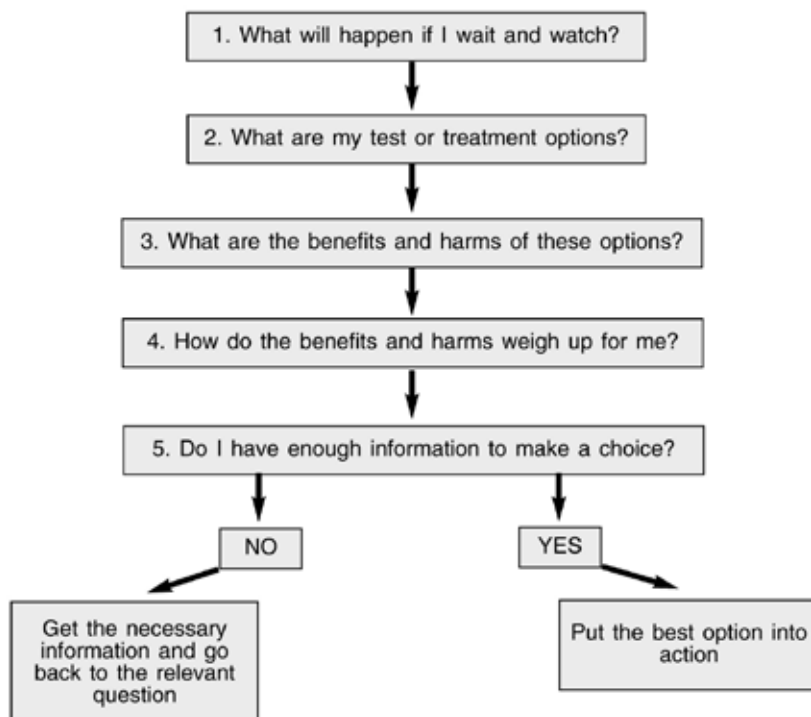 1. What will happen if I wait and watch?
2. What are my test or treatment options?
3. What are the benefits and harms of these options?
4. How do the benefits and harms weigh up for me?
5. Do I have enough information to make a choice?
NO
YES
Get the necessary
information and go
back to the relevant
question
Put the best option into
action